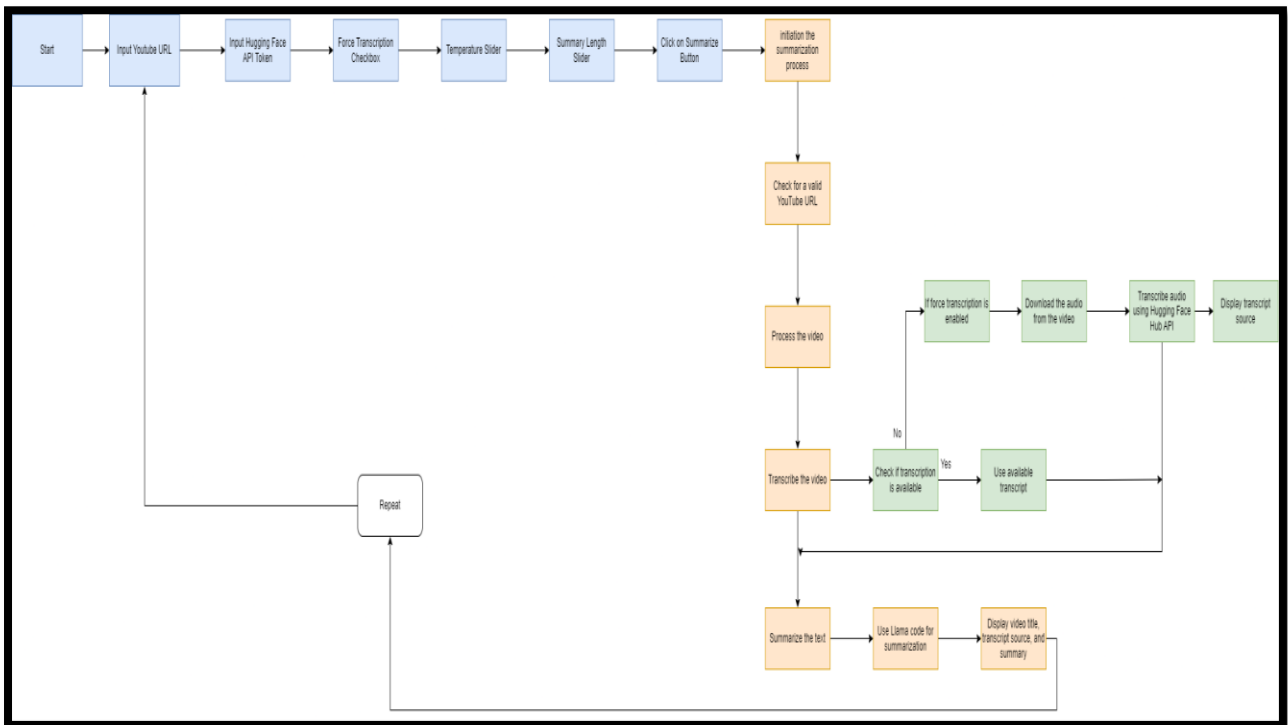 Start
Input Youtube URL
Input Hugging Face
API Token
Force Transcription
Checkbox
Temperature Slider
Summary Length
Slider
Click on Summarize
Button
initiation the
summarization
process
Check for a valid
YouTube URL
Process the video
If force transcription is
enabled
Download the audio
from the video
Transcribe audio
using Hugging Face
Hub API
Display transcript
source
No
Transcribe the video
Check if transcription
is available
Yes
Use available
transcript
Repeat
Summarize the text
Use Llama code for
summarization
Display video title,
transcript source, and
summary